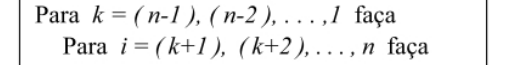 Para k = ( n-1 ), ( n-2 ), . . . ,1 faça
Para i = ( k+1 ), ( k+2 ), . . . , n faça